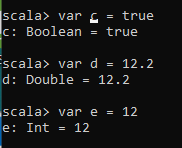 scala> var c = true
c: Boolean = true
scala> var d = 12.2
d: Double = 12.2
scala> var e = 12
e: Int = 12